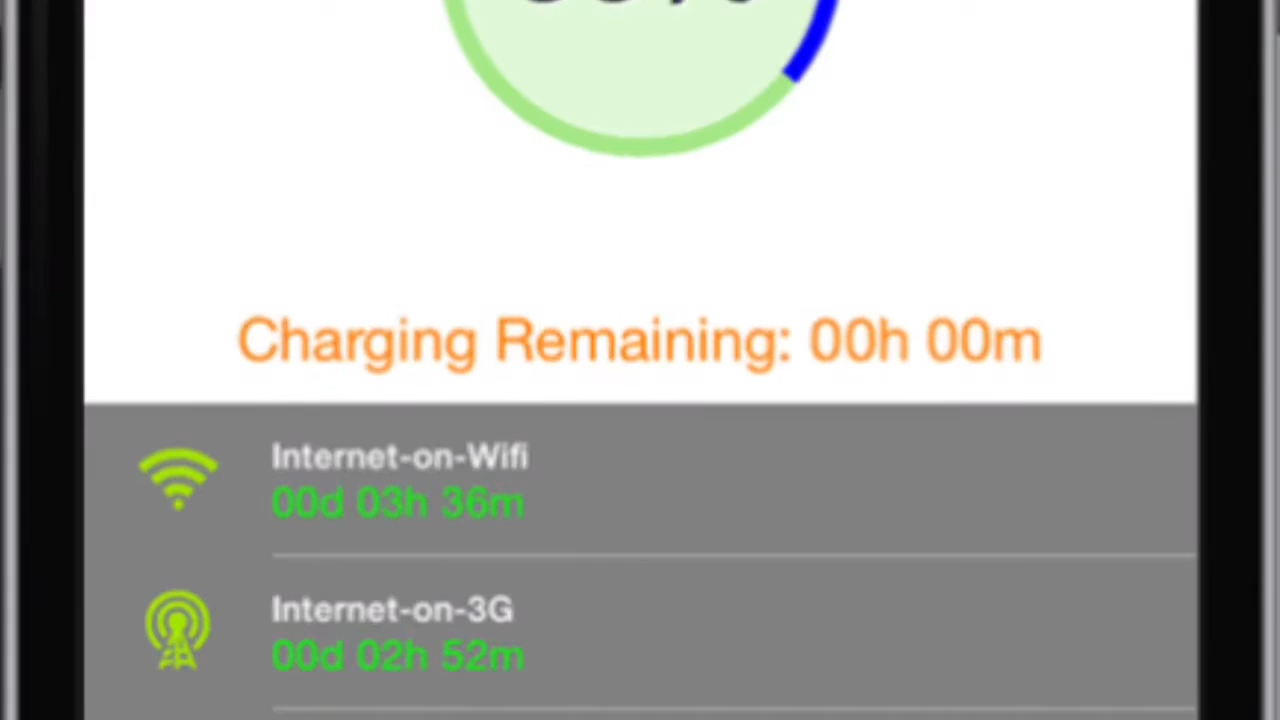 Charging Remaining: 00h 00m
Internet-on-Wifi
00d 03h 36m
Internet-on-3G
00d 02h 52m